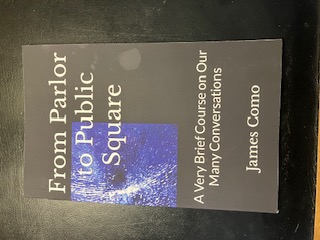 From Parlor
to Public
Square
A Very Brief Course on Our
Many Conversations
James Como